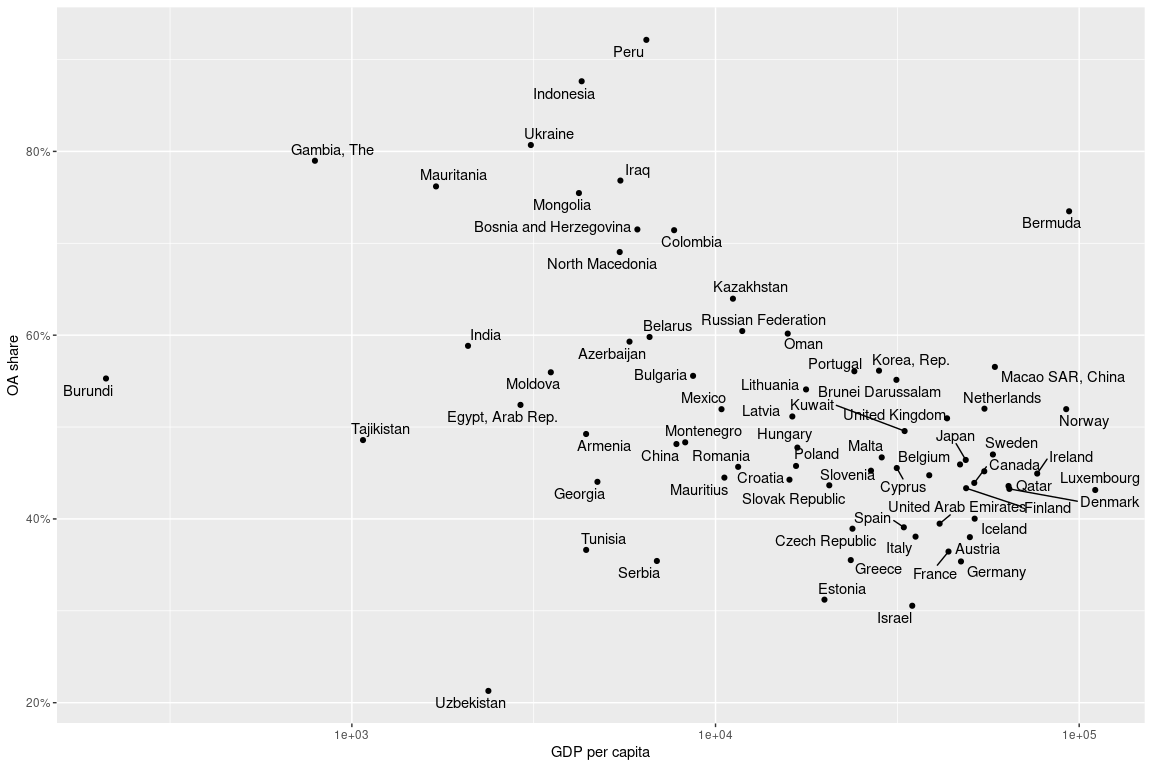 Peru
Indonesia
Ukraine
80%
Gambia, The
Iraq
Mauritania
Mongolia
Bermuda
Bosnia and Herzegovina
Colombia
North Macedonia
Kazakhstan
Russian Federation
Belarus
60%
India
Oman
OA share
Azerbaijan
Portugal
Korea, Rep.
Bulgaria
Macao SAR, China
Moldova
Lithuania
Burundi
Brunei Darussalam
Mexico
Netherlands
Kuwait
Latvia
United Kingdom
Egypt, Arab Rep.
Norway
Tajikistan
Montenegro
Hungary
Japan
Armenia
Malta
Sweden
China
Romania
Poland
Belgium
Ireland
Canada
Slovenia
Croatia
Luxembourg
Qatar
Cyprus
Mauritius
Georgia
Slovak Republic
Denmark
United Arab Emirates
Finland
40%
Spain
Iceland
Tunisia
Czech Republic
Italy
Austria
Serbia
Greece
France
Germany
Estonia
Israel
20%
Uzbekistan
1e+03
1e+04
1e+05
GDP per capita